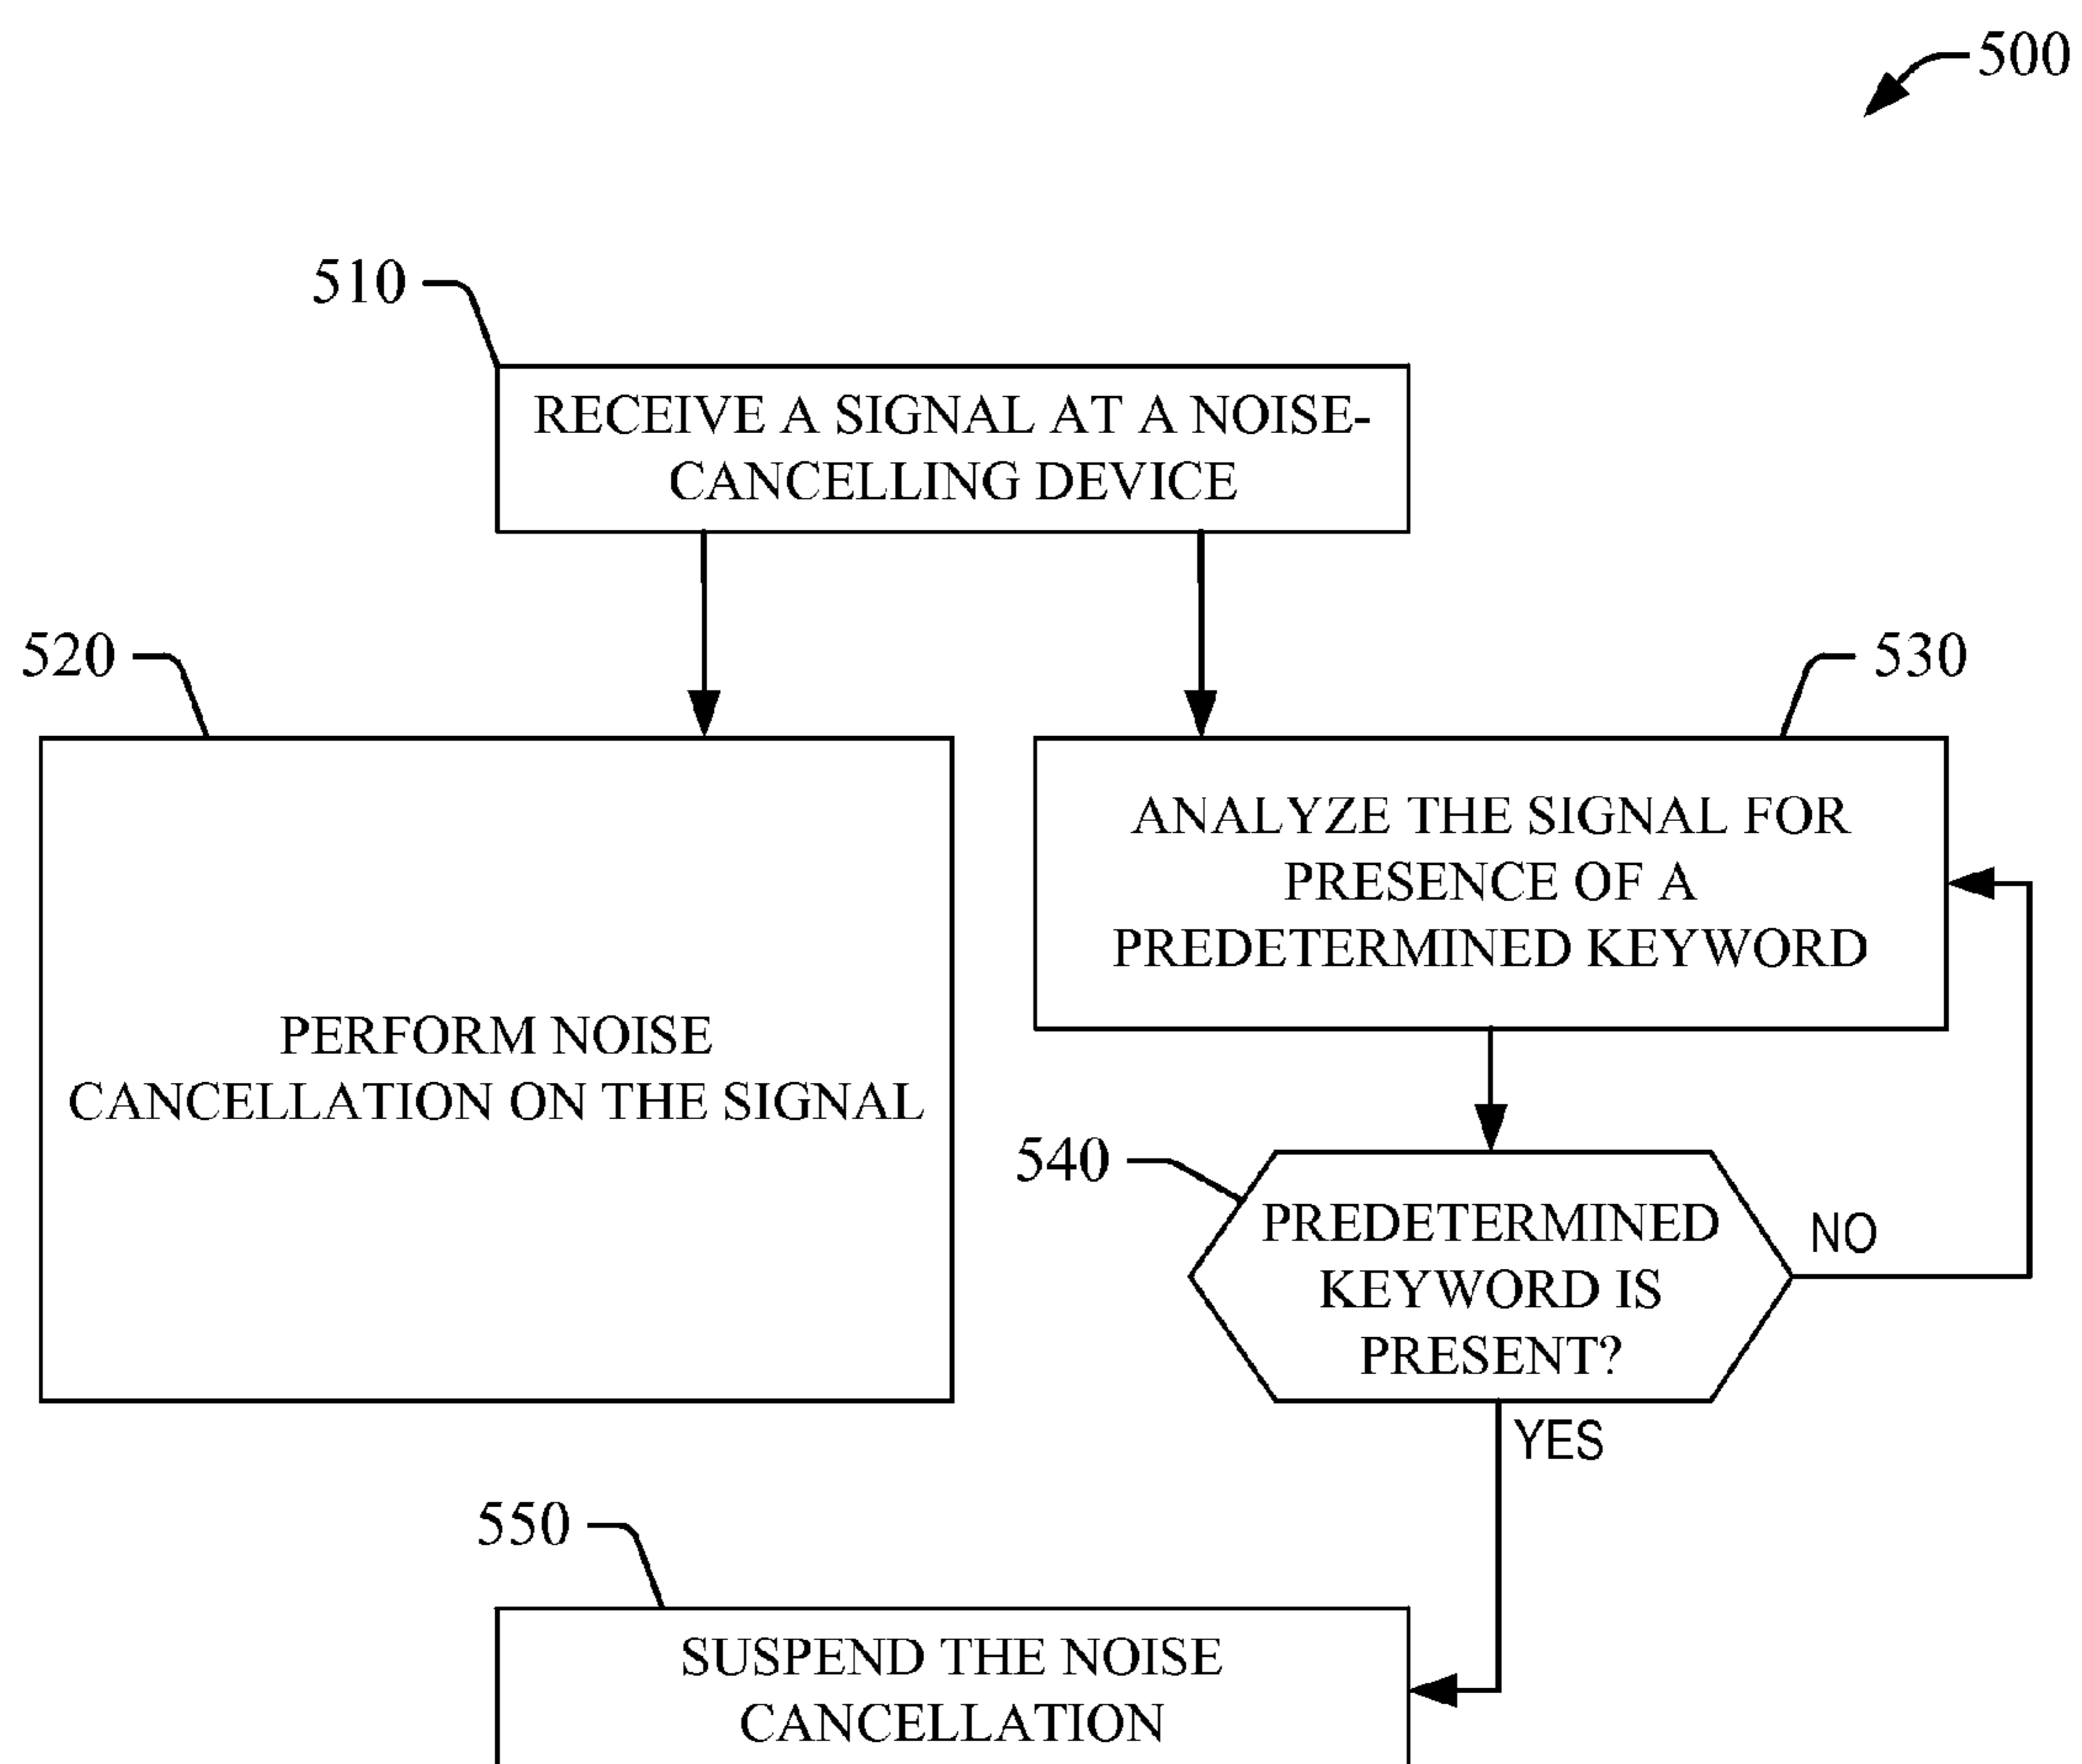 500
510
RECEIVE A SIGNAL AT A NOISE-
CANCELLING DEVICE
520
530
PERFORM NOISE
CANCELLATION ON THE SIGNAL
ANALYZE THE SIGNAL FOR
PRESENCE OF A
PREDETERMINED KEYWORD
540
PREDETERMINED
KEYWORD IS
PRESENT?
NO
YES
550
SUSPEND THE NOISE
CANCELLATION